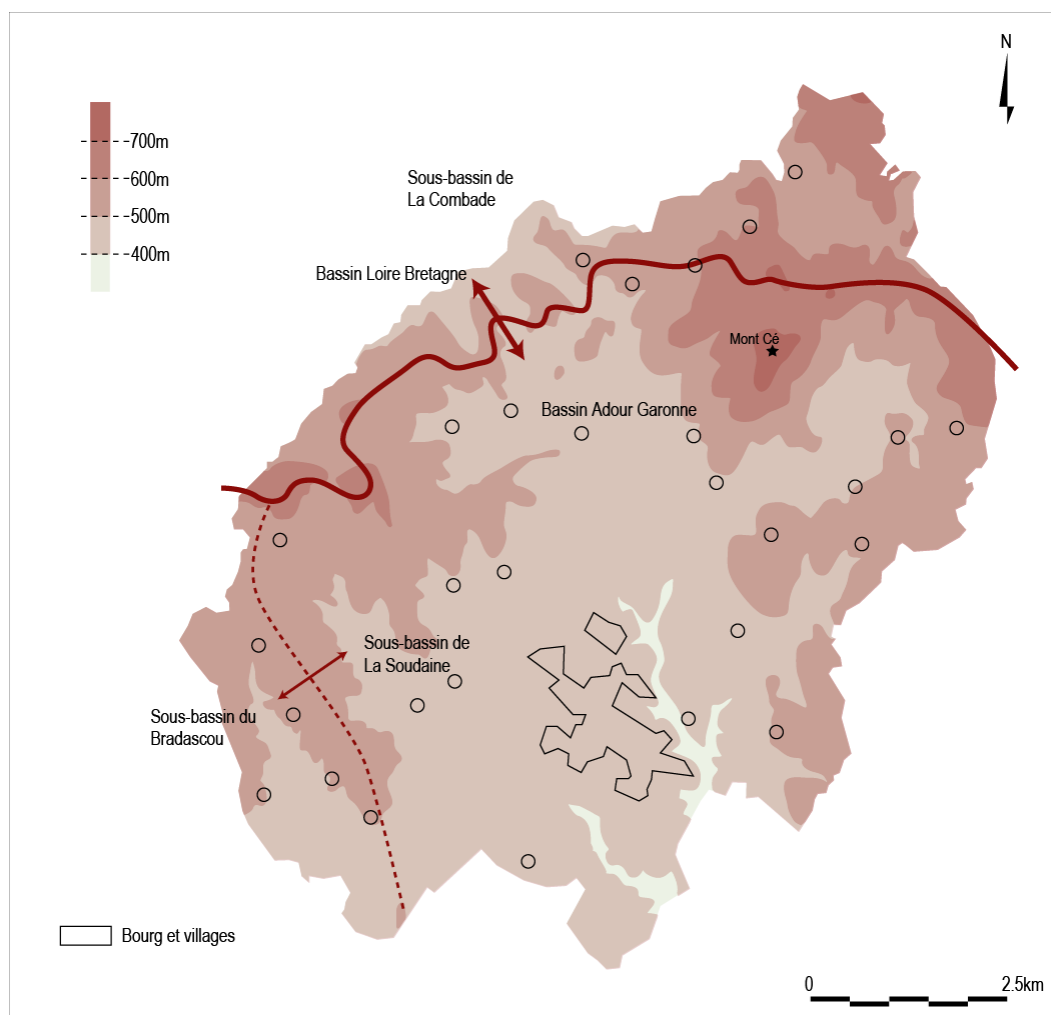 N
-700m
-600m
-500m
-400m
Sous-bassin de
La Combade
Bassin Loire Bretagne
Mont Cé
Bassin Adour Garonne
Sous-bassin de
La Soudaine
Sous-bassin du
Bradascou
Bourg et villages
0
2.5km